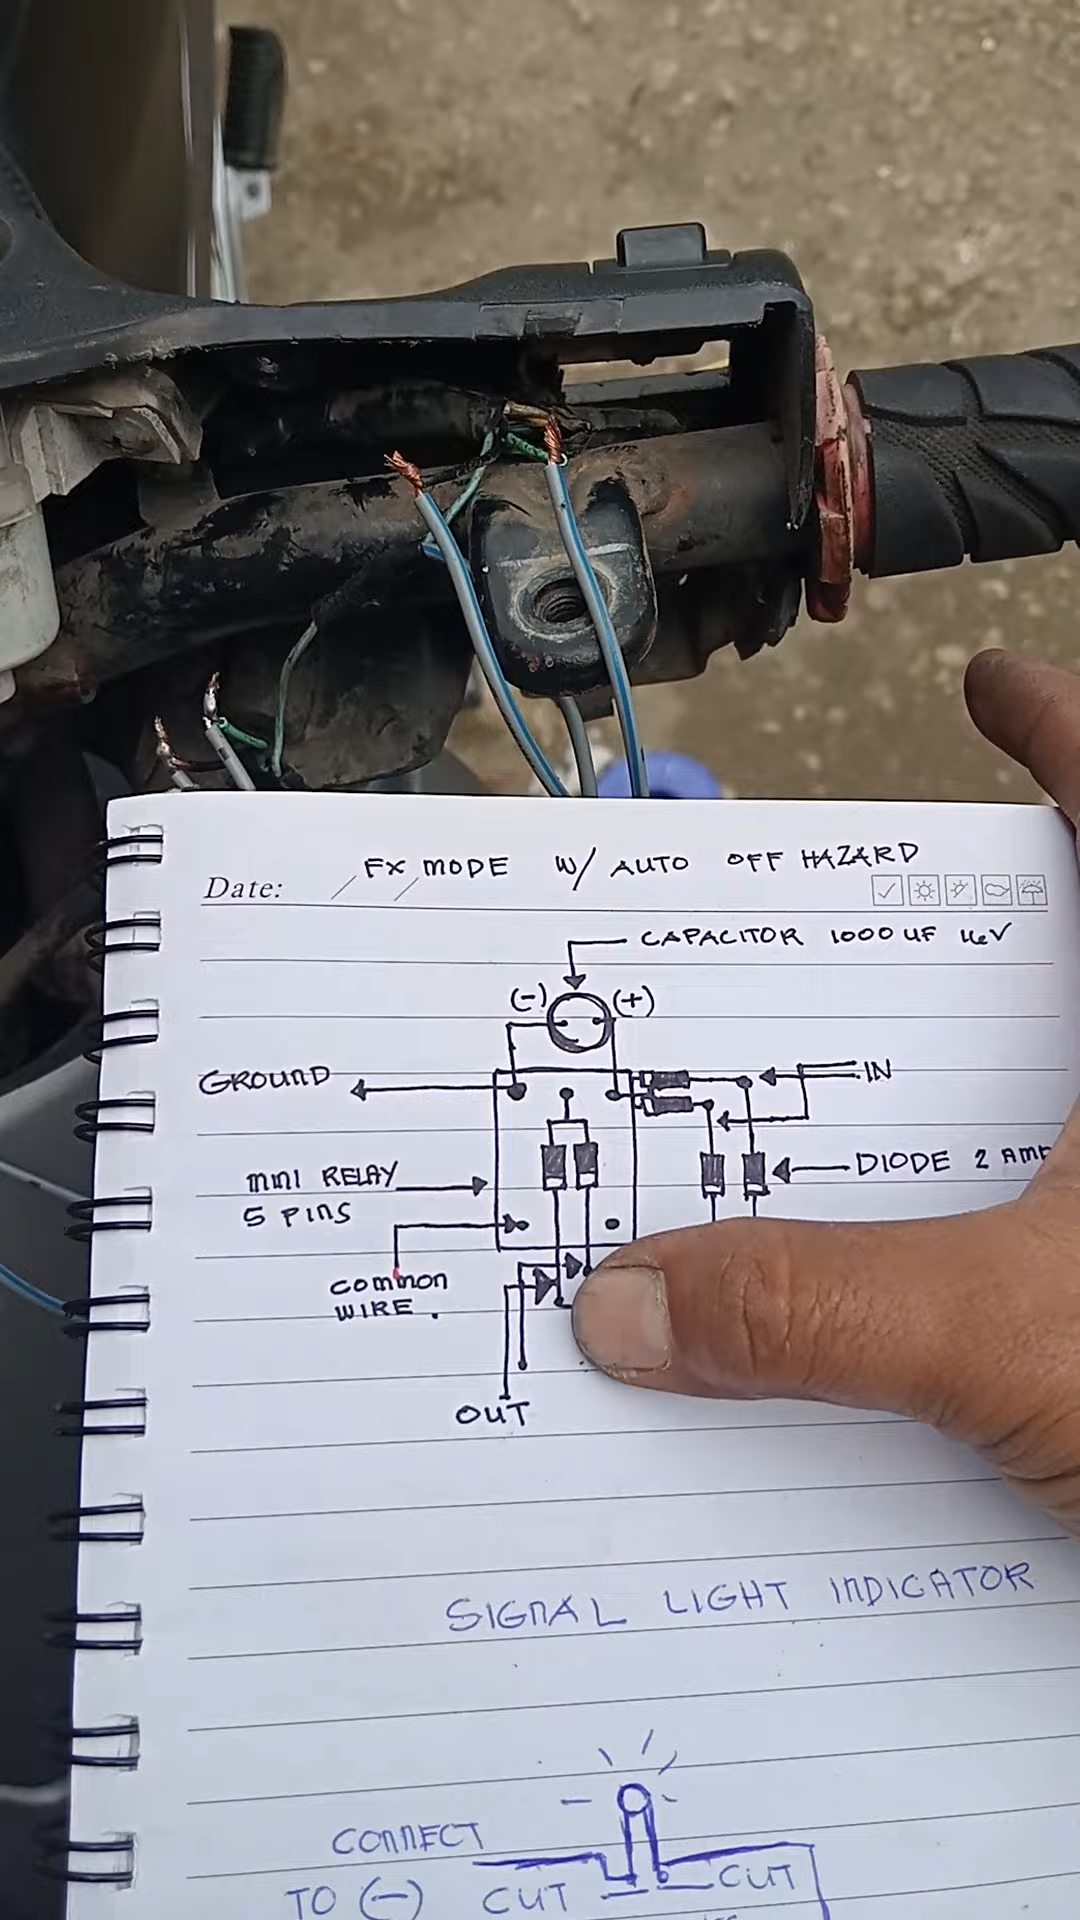 FX MODE W/ AUTO OFF HAZARD
Date:
CAPACITOR 1000 UF 16V
(-) (+)
GROUND
IN
MINI RELAY
5 PINS
DIODE 2 AMP
COMMON
WIRE.
OUT
SIGNAL LIGHT INDICATOR
CONNECT
TO (-) CUT CUT